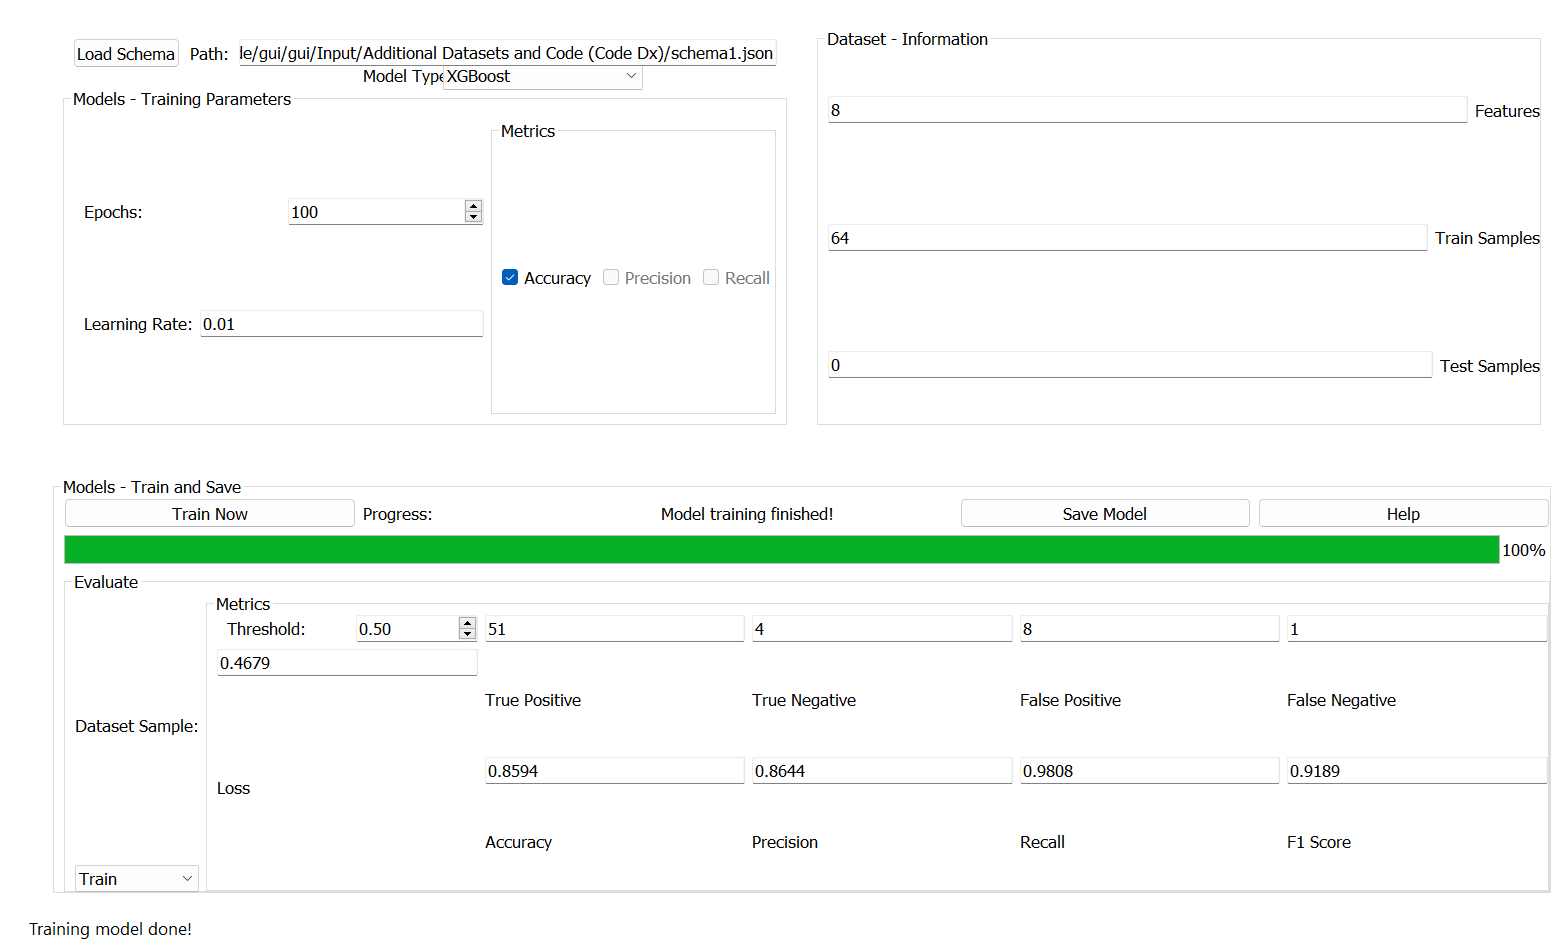 Load Schema Path: le/gui/gui/Input/Additional Datasets and Code (Code Dx)/schema1.json
Model Type XGBoost
Models - Training Parameters
Metrics
Epochs: 100
Accuracy Precision Recall
Learning Rate: 0.01
Dataset - Information
8 Features
64 Train Samples
0 Test Samples
Models - Train and Save
Train Now Progress: Model training finished! Save Model Help
100%
Evaluate
Metrics
Threshold: 0.50 51 4 8 1
0.4679
True Positive True Negative False Positive False Negative
Dataset Sample:
0.8594 0.8644 0.9808 0.9189
Loss
Accuracy Precision Recall F1 Score
Train
Training model done!